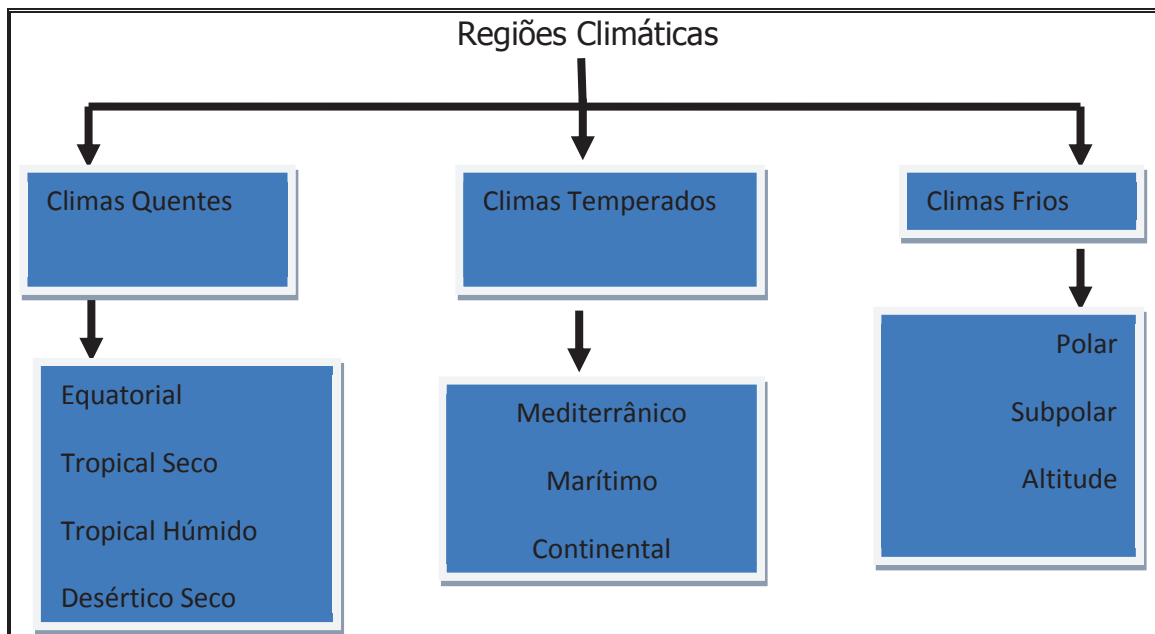 Regiões Climáticas
Climas Quentes
Climas Temperados
Climas Frios
Equatorial
Tropical Seco
Tropical Húmido
Desértico Seco
Mediterrânico
Marítimo
Continental
Polar
Subpolar
Altitude